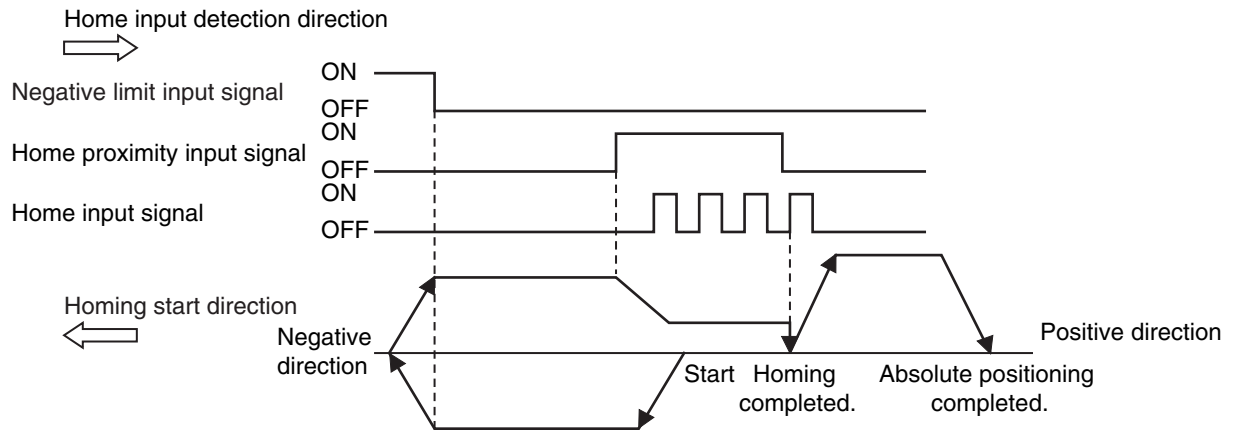 Home input detection direction
ON
Negative limit input signal
OFF
ON
Home proximity input signal
OFF
ON
Home input signal
OFF
Homing start direction
Negative
direction
Positive direction
Start
Homing
completed.
Absolute positioning
completed.